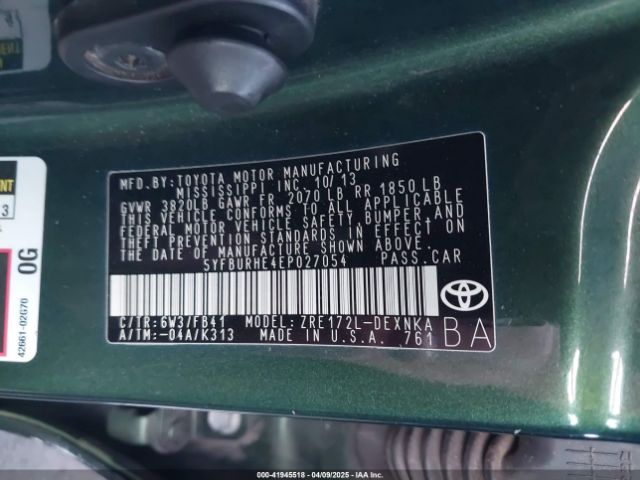 MFD.BY: TOYOTA MOTOR MANUFACTURING
MISSISSIPPI INC. 10/13
GVWR 3820LB GAWR FR 2070 LB RR 1850 LB
THIS VEHICLE CONFORMS TO ALL APPLICABLE
FEDERAL MOTOR VEHICLE SAFETY, BUMPER, AND
THEFT PREVENTION STANDARDS IN EFFECT ON
THE DATE OF MANUFACTURE SHOWN ABOVE.
5YFBURHE4EP027054 PASS.CAR
C/TR: 6W3/FB41 MODEL: ZRE172L-DEXNKA
A/TM: -04A/K313 MADE IN U.S.A. 761
BA
0G
42661-02G70
000-41945518 - 04/09/2025 - IAA Inc.